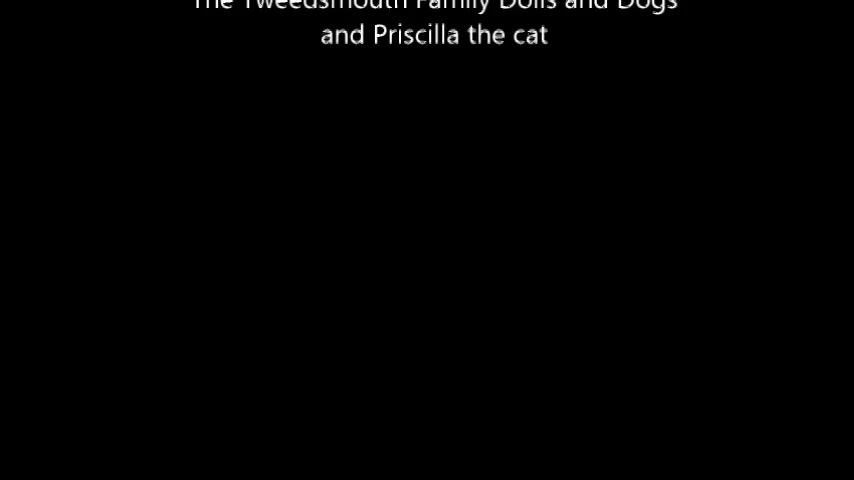 The Tweedsmouth Family Dolls and Dogs
and Priscilla the cat